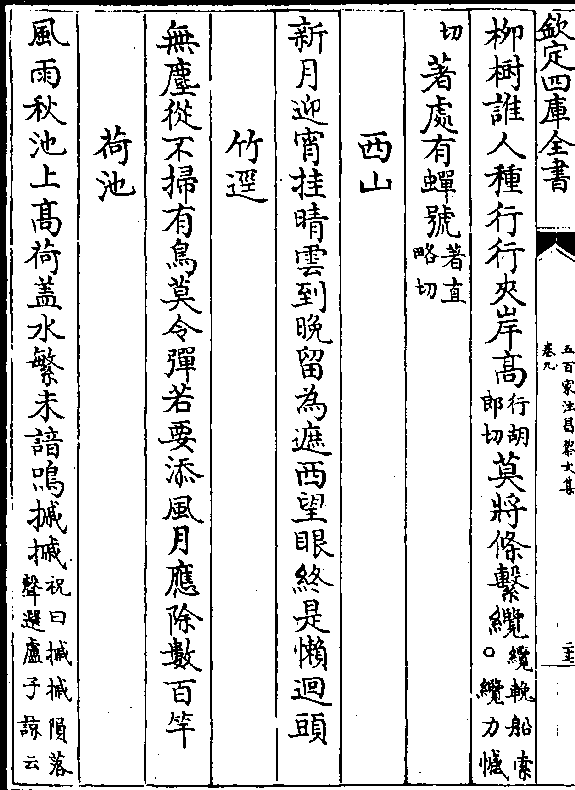 欽定四庫全書
五百家注昌黎文集
卷九
柳樹誰人種行行夾岸高行胡郎切莫將條繫纜纜輓船索○纜力憾
切著處有蟬號著直略切
西山
新月迎宵挂晴雲到晚留為遮西望眼終是懶迴頭
竹逕
無塵從不掃有鳥莫令彈若要添風月應除數百竿
荷池
風雨秋池上高荷蓋水繁未諳鳴摵摵祝曰摵摵隕落聲選盧子諒云